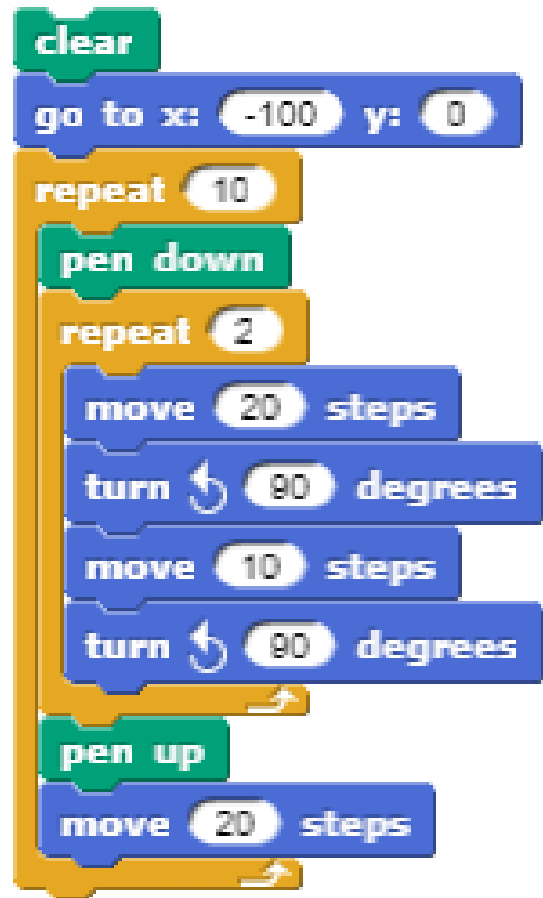 clear
go to x: -100 y: 0
repeat 10
pen down
repeat 2
move 20 steps
turn 90 degrees
move 10 steps
turn 90 degrees
pen up
move 20 steps